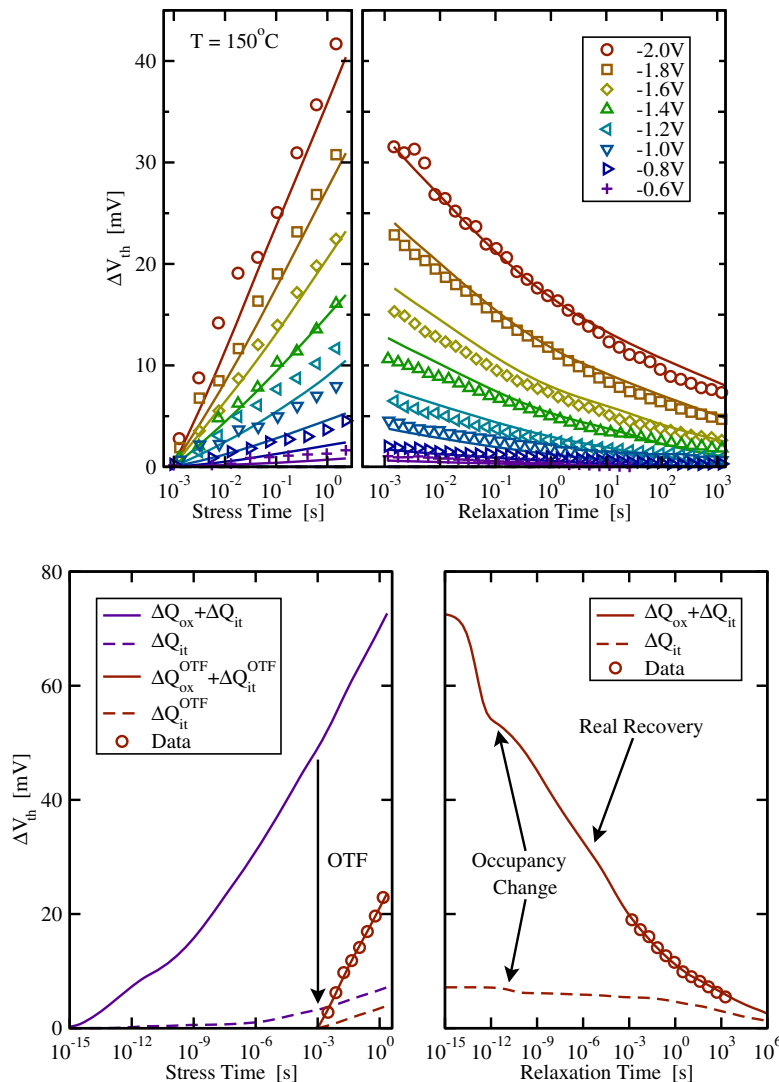 T = 150°C
-2.0V
-1.8V
-1.6V
-1.4V
-1.2V
-1.0V
-0.8V
-0.6V
ΔV_th [mV]
40
30
20
10
0
10^-3 10^-2 10^-1 10^0
Stress Time [s]
10^-3 10^-2 10^-1 10^0 10^1 10^2 10^3
Relaxation Time [s]
ΔV_th [mV]
80
60
40
20
0
ΔQ_ox+ΔQ_it
ΔQ_it
ΔQ_ox^OTF+ΔQ_it^OTF
ΔQ_it^OTF
Data
OTF
10^-15 10^-12 10^-9 10^-6 10^-3 10^0
Stress Time [s]
ΔQ_ox+ΔQ_it
ΔQ_it
Data
Real Recovery
Occupancy
Change
10^-15 10^-12 10^-9 10^-6 10^-3 10^0 10^3 10^6
Relaxation Time [s]